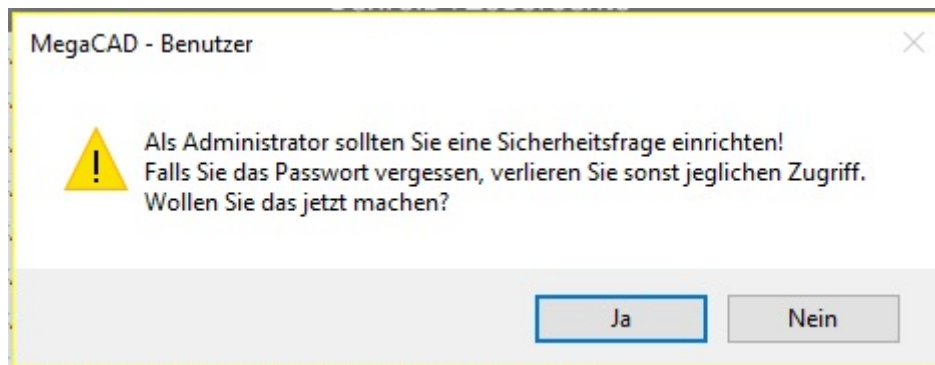 MegaCAD - Benutzer
Als Administrator sollten Sie eine Sicherheitsfrage einrichten!
Falls Sie das Passwort vergessen, verlieren Sie sonst jeglichen Zugriff.
Wollen Sie das jetzt machen?
Ja
Nein